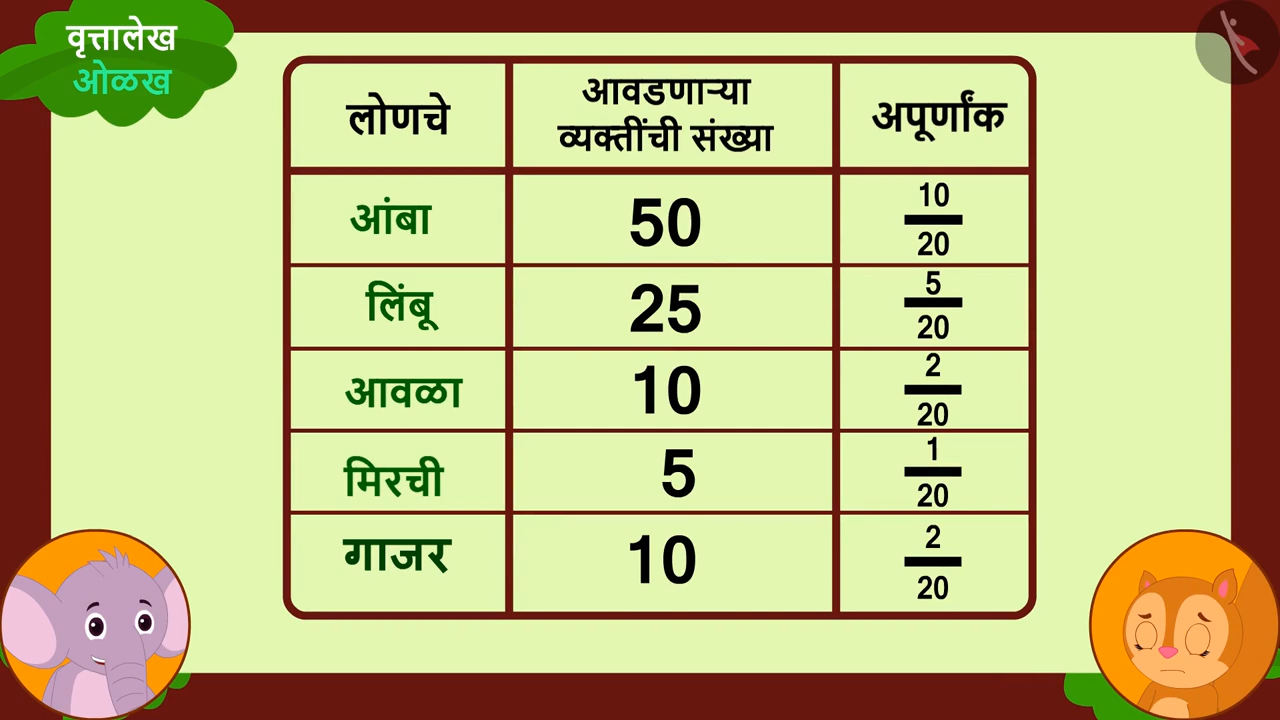 वृत्तालेख
ओळख
लोणचे
आवडणाऱ्या
व्यक्तींची संख्या
अपूर्णांक
आंबा
50
10
20
लिंबू
25
5
20
आवळा
10
2
20
मिरची
5
1
20
गाजर
10
2
20